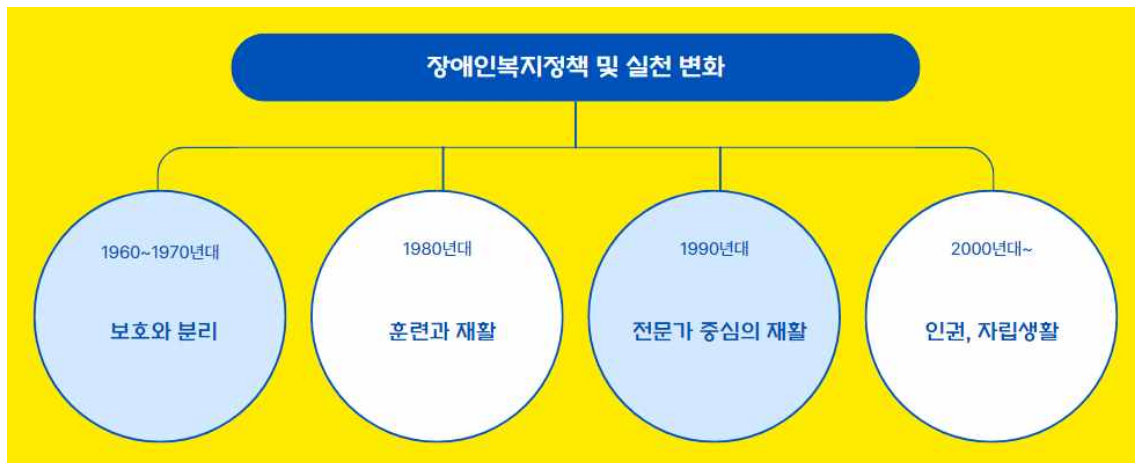 장애인복지정책 및 실천 변화
1960~1970년대
보호와 분리
1980년대
훈련과 재활
1990년대
전문가 중심의 재활
2000년대~
인권, 자립생활